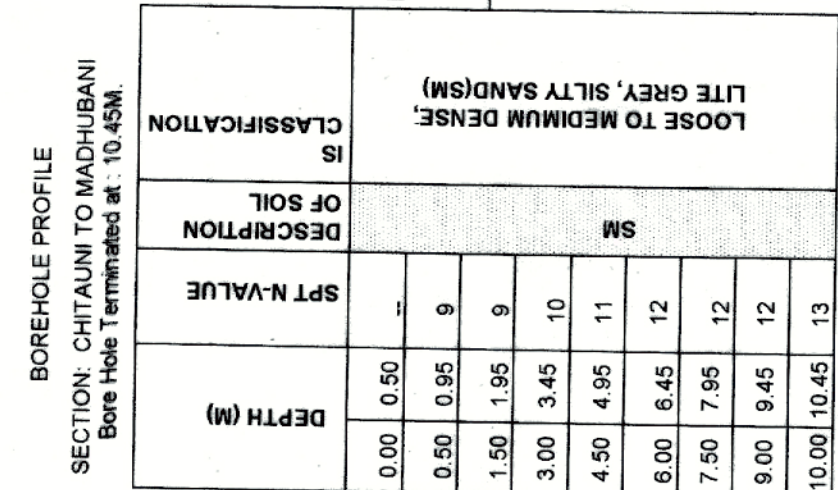 BOREHOLE PROFILE
SECTION: CHITAUNI TO MADHUBANI
Bore Hole Terminated at : 10.45M.
DEPTH (M) SPT N-VALUE DESCRIPTION OF SOIL IS CLASSIFICATION
0.00 0.50 --
0.50 0.95 9
1.50 1.95 9
3.00 3.45 10
4.50 4.95 11
6.00 6.45 12
7.50 7.95 12
9.00 9.45 12
10.00 10.45 13
SM
LOOSE TO MEDIMUM DENSE,
LITE GREY, SILTY SAND(SM)